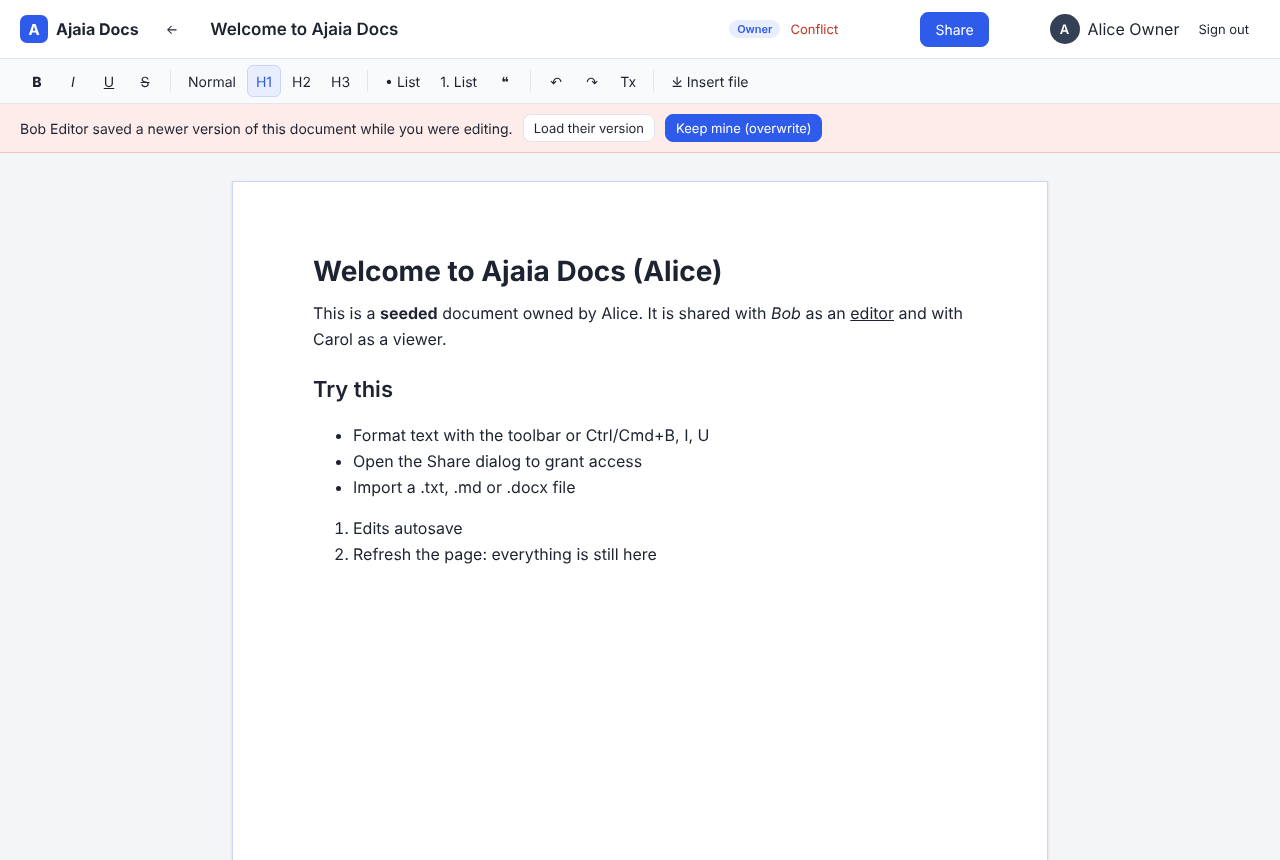 A Ajaia Docs ← Welcome to Ajaia Docs Owner Conflict Share A Alice Owner Sign out
B I U S Normal H1 H2 H3 • List 1. List ❝ ↶ ↷ Tx ⤓ Insert file
Bob Editor saved a newer version of this document while you were editing. Load their version Keep mine (overwrite)
Welcome to Ajaia Docs (Alice)
This is a seeded document owned by Alice. It is shared with Bob as an editor and with
Carol as a viewer.
Try this
• Format text with the toolbar or Ctrl/Cmd+B, I, U
• Open the Share dialog to grant access
• Import a .txt, .md or .docx file
1. Edits autosave
2. Refresh the page: everything is still here